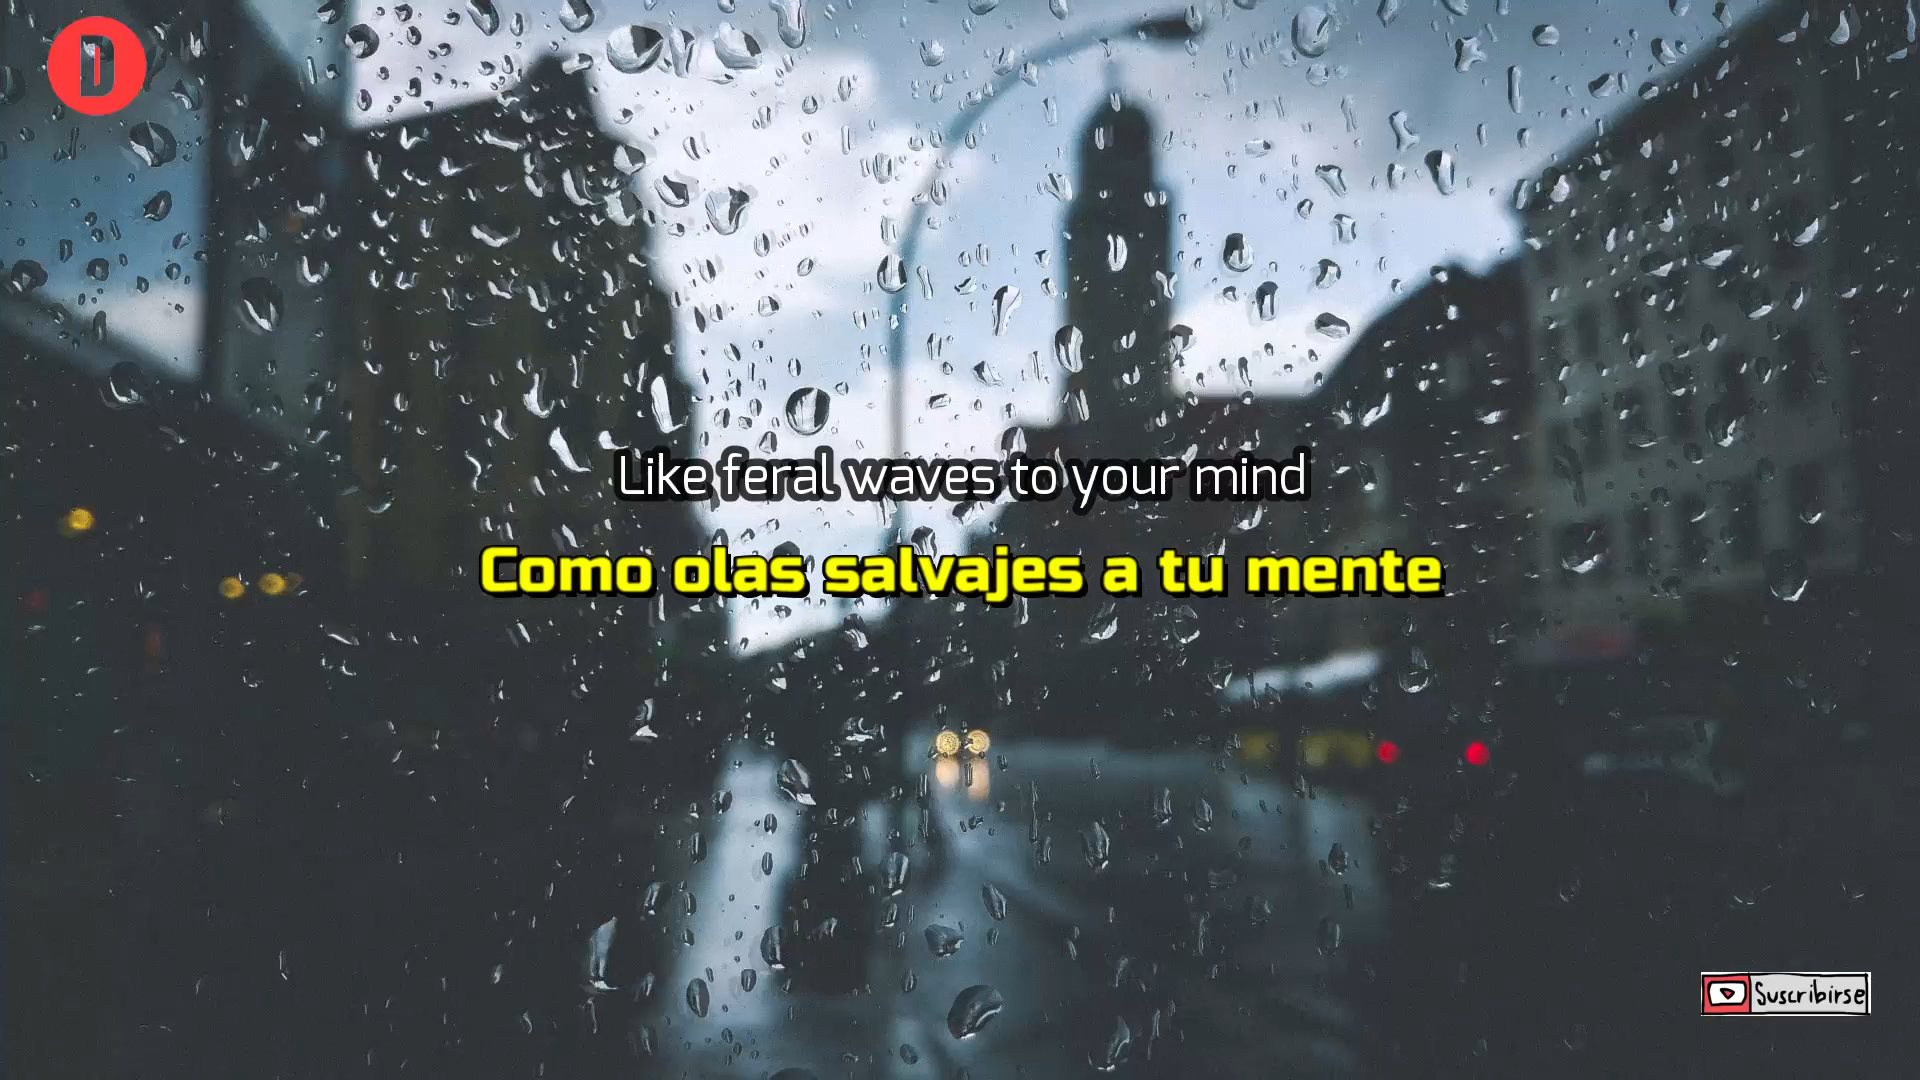 D
Like feral waves to your mind
Como olas salvajes a tu mente
Suscribirse